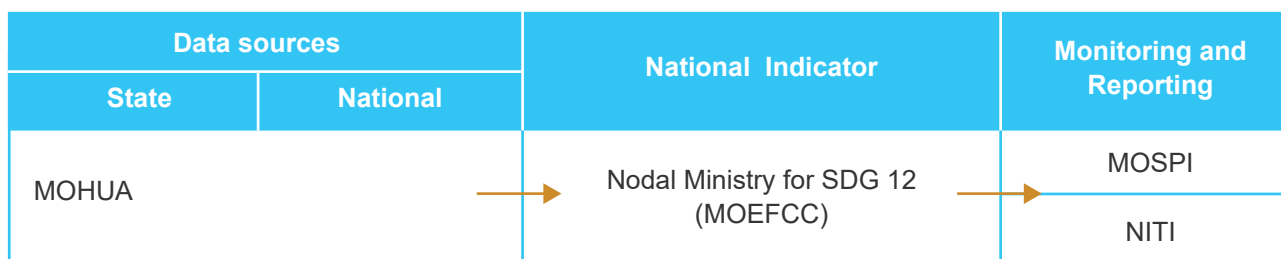 Data sources
State
National
National Indicator
Monitoring and
Reporting
MOHUA
Nodal Ministry for SDG 12
(MOEFCC)
MOSPI
NITI